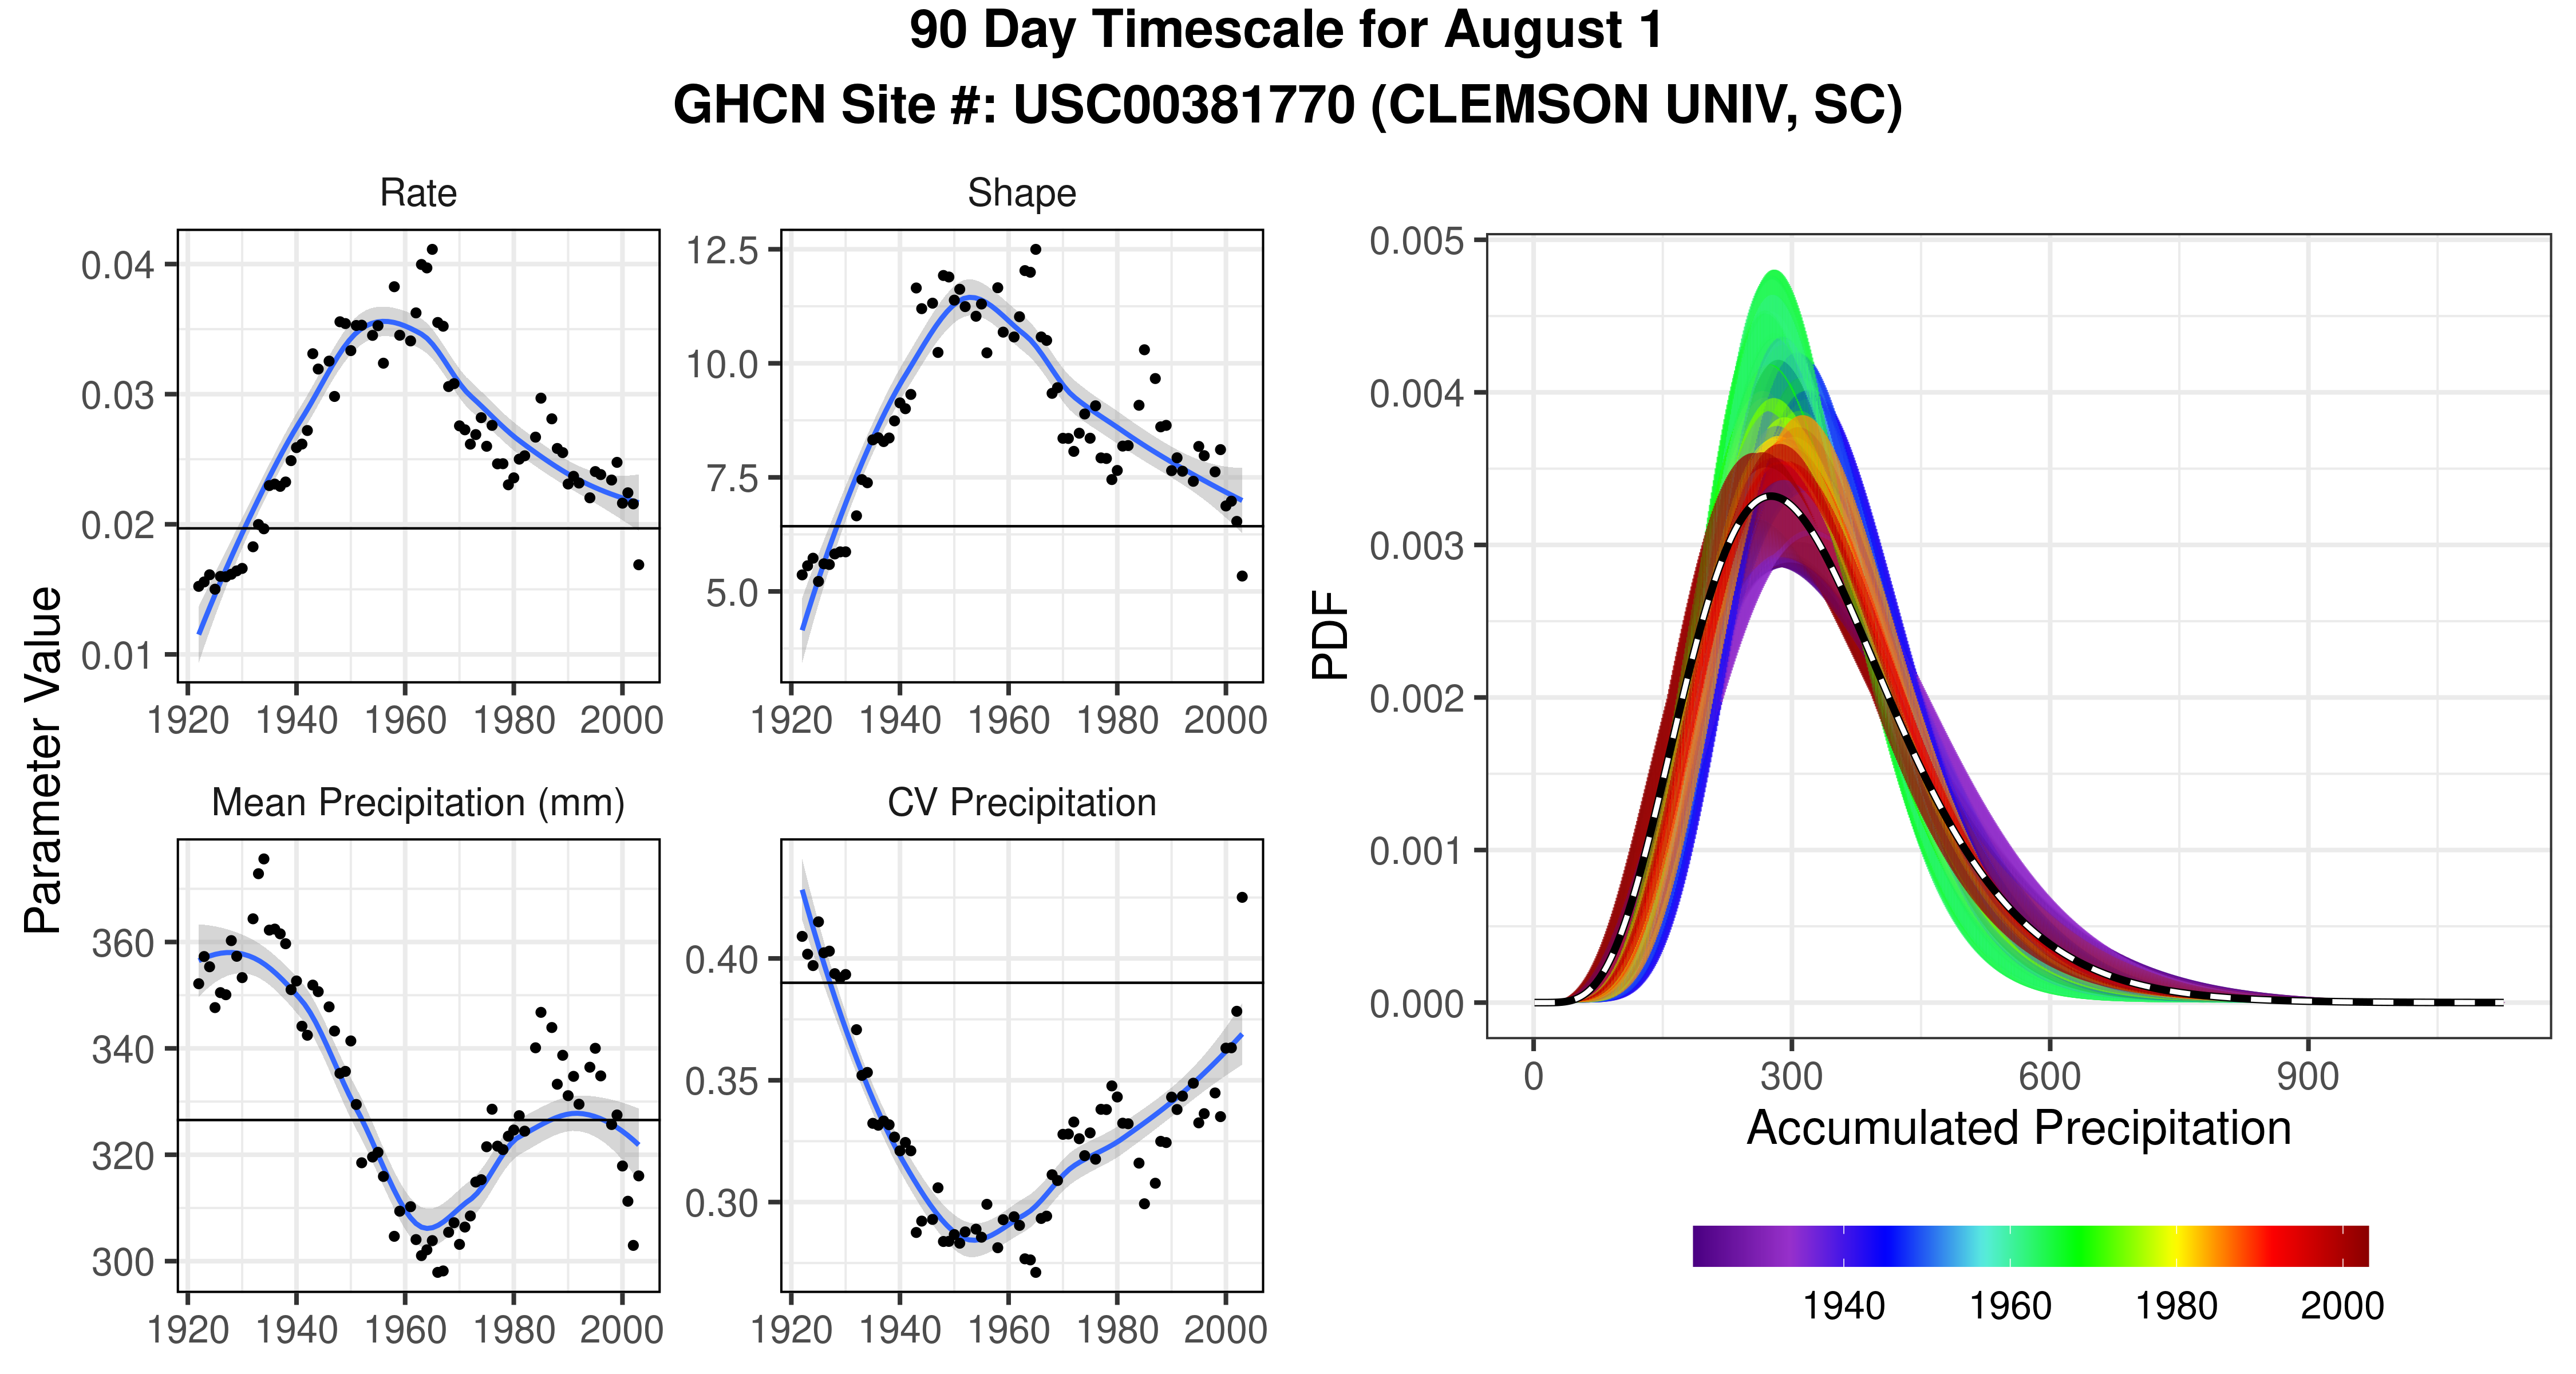 90 Day Timescale for August 1
GHCN Site #: USC00381770 (CLEMSON UNIV, SC)
Parameter Value
Rate
0.04
0.03
0.02
0.01
1920 1940 1960 1980 2000
Shape
12.5
10.0
7.5
5.0
1920 1940 1960 1980 2000
Mean Precipitation (mm)
360
340
320
300
1920 1940 1960 1980 2000
CV Precipitation
0.40
0.35
0.30
1920 1940 1960 1980 2000
PDF
0.005
0.004
0.003
0.002
0.001
0.000
0 300 600 900
Accumulated Precipitation
1940 1960 1980 2000